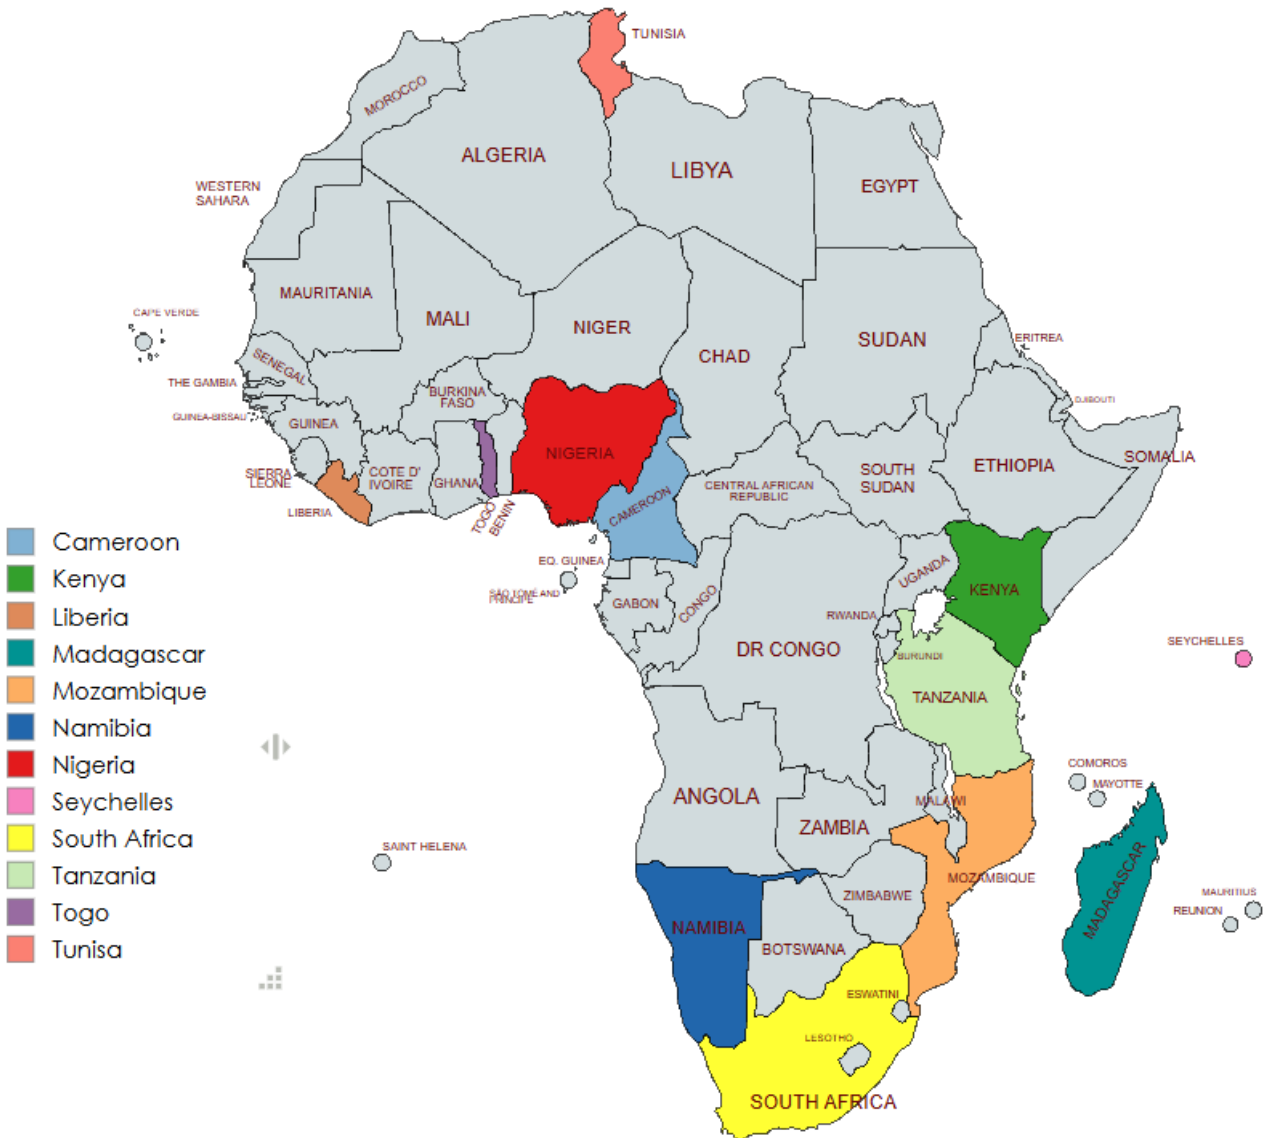 TUNISIA
MOROCCO
ALGERIA
LIBYA
EGYPT
WESTERN
SAHARA
MAURITANIA
MALI
NIGER
CHAD
SUDAN
ERITREA
CAPE VERDE
SENEGAL
THE GAMBIA
GUINEA-BISSAU
GUINEA
BURKINA
FASO
DJIBOUTI
NIGERIA
SIERRA
LEONE
COTE D'
IVOIRE
GHANA
LIBERIA
TOGO
BENIN
CAMEROON
CENTRAL AFRICAN
REPUBLIC
SOUTH
SUDAN
ETHIOPIA
SOMALIA
EQ. GUINEA
SÃO TOMÉ AND
PRINCIPE
GABON
CONGO
DR CONGO
UGANDA
KENYA
RWANDA
BURUNDI
TANZANIA
SEYCHELLES
COMOROS
MAYOTTE
ANGOLA
ZAMBIA
MALAWI
SAINT HELENA
MOZAMBIQUE
ZIMBABWE
MADAGASCAR
MAURITIUS
REUNION
NAMIBIA
BOTSWANA
ESWATINI
LESOTHO
SOUTH AFRICA
Cameroon
Kenya
Liberia
Madagascar
Mozambique
Namibia
Nigeria
Seychelles
South Africa
Tanzania
Togo
Tunisa